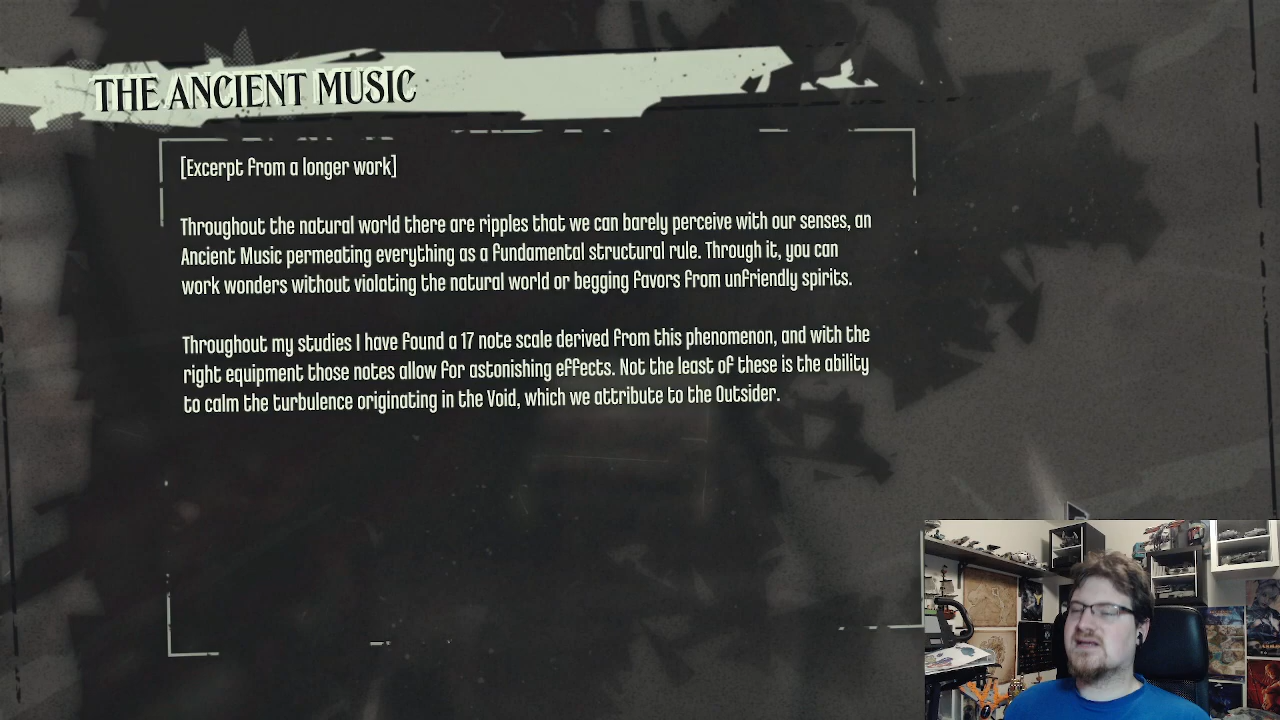 THE ANCIENT MUSIC
[Excerpt from a longer work]
Throughout the natural world there are ripples that we can barely perceive with our senses, an
Ancient Music permeating everything as a fundamental structural rule. Through it, you can
work wonders without violating the natural world or begging favors from unfriendly spirits.
Throughout my studies I have found a 17 note scale derived from this phenomenon, and with the
right equipment those notes allow for astonishing effects. Not the least of these is the ability
to calm the turbulence originating in the Void, which we attribute to the Outsider.